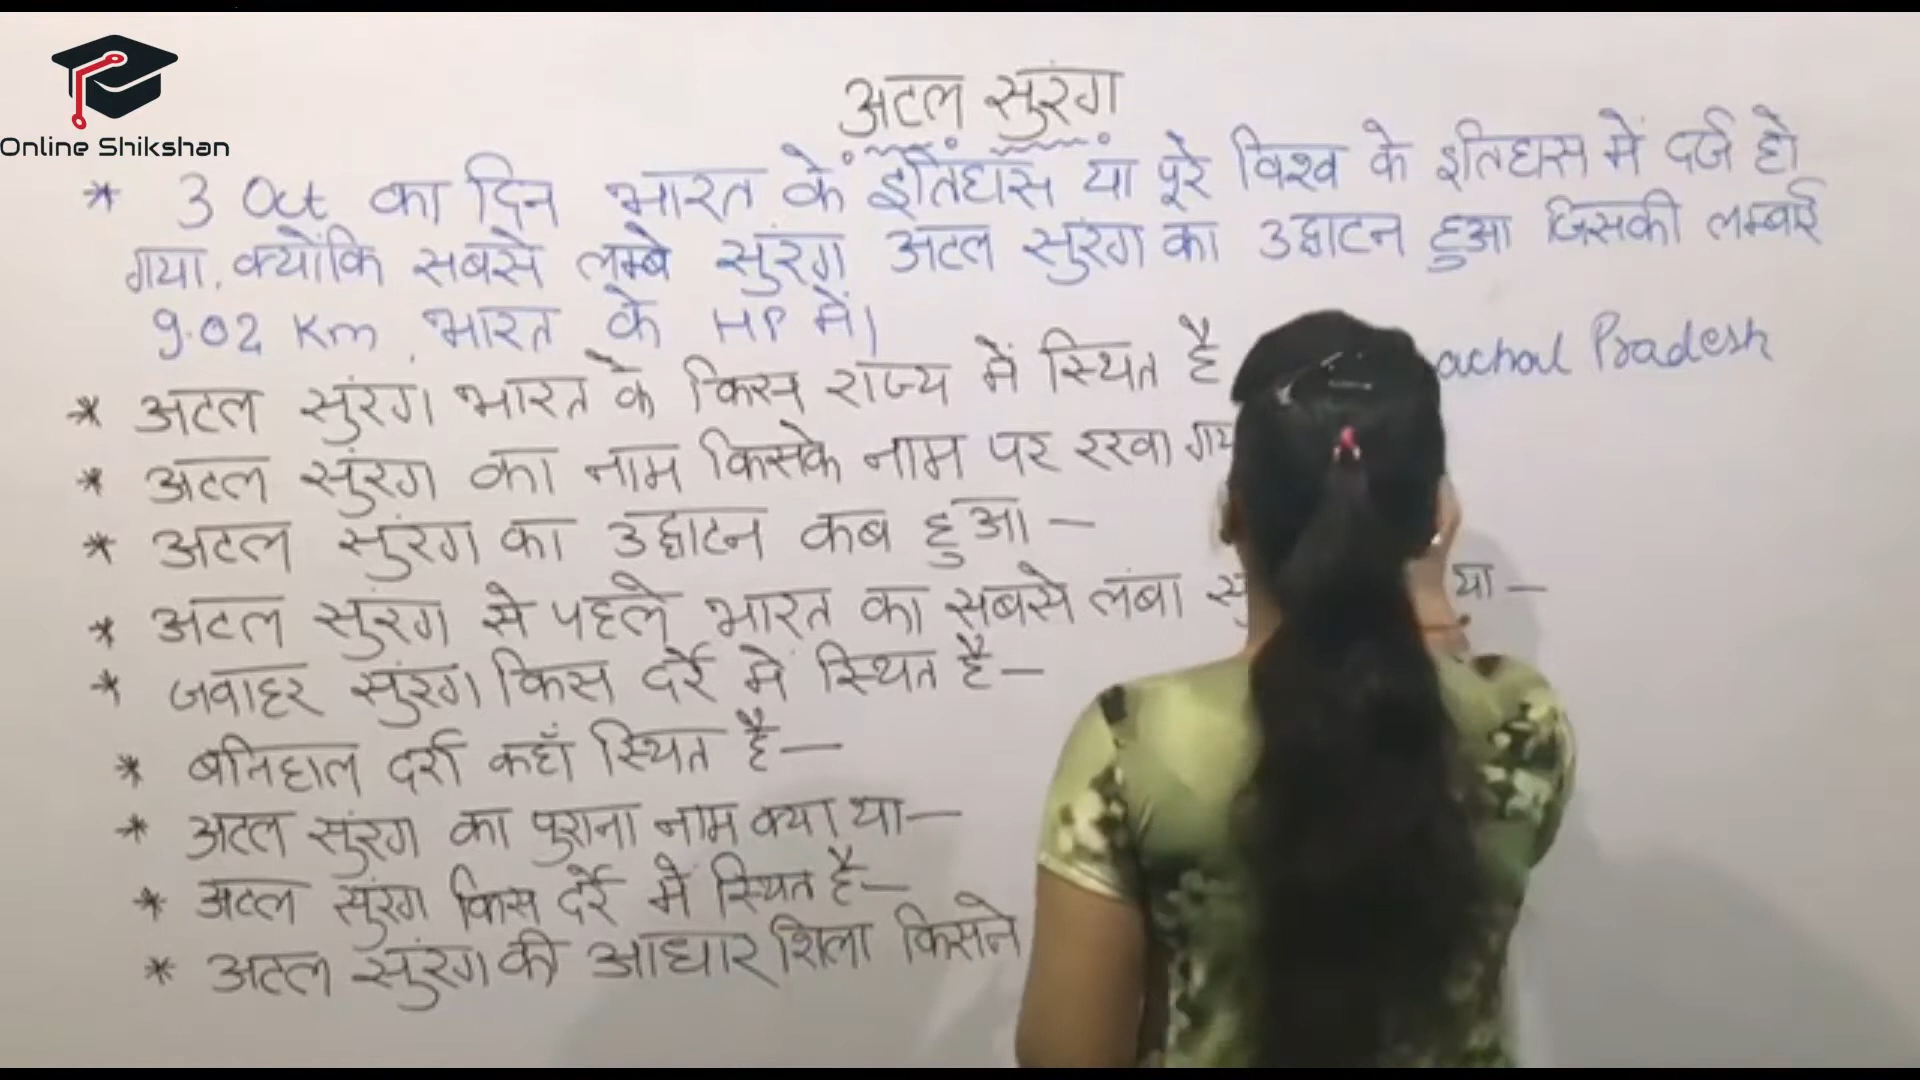 Online Shikshan
अटल सुरंग
* 3 Oct का दिन भारत के इतिहास या पूरे विश्व के इतिहास में दर्ज हो
गया. क्योंकि सबसे लम्बे सुरंग अटल सुरंग का उद्घाटन हुआ जिसकी लम्बाई
9.02 Km, भारत के HP में।
* अटल सुरंग भारत के किस राज्य में स्थित है Pradesh
* अटल सुरंग का नाम किसके नाम पर रखा
* अटल सुरंग का उद्घाटन कब हुआ —
* अटल सुरंग से पहले भारत का सबसे लंबा था —
* जवाहर सुरंग किस दर्रे में स्थित है —
* बनिहाल दर्रा कहाँ स्थित है —
* अटल सुरंग का पुराना नाम क्या था —
* अटल सुरंग किस दर्रे में स्थित है —
* अटल सुरंग की आधार शिला किसने